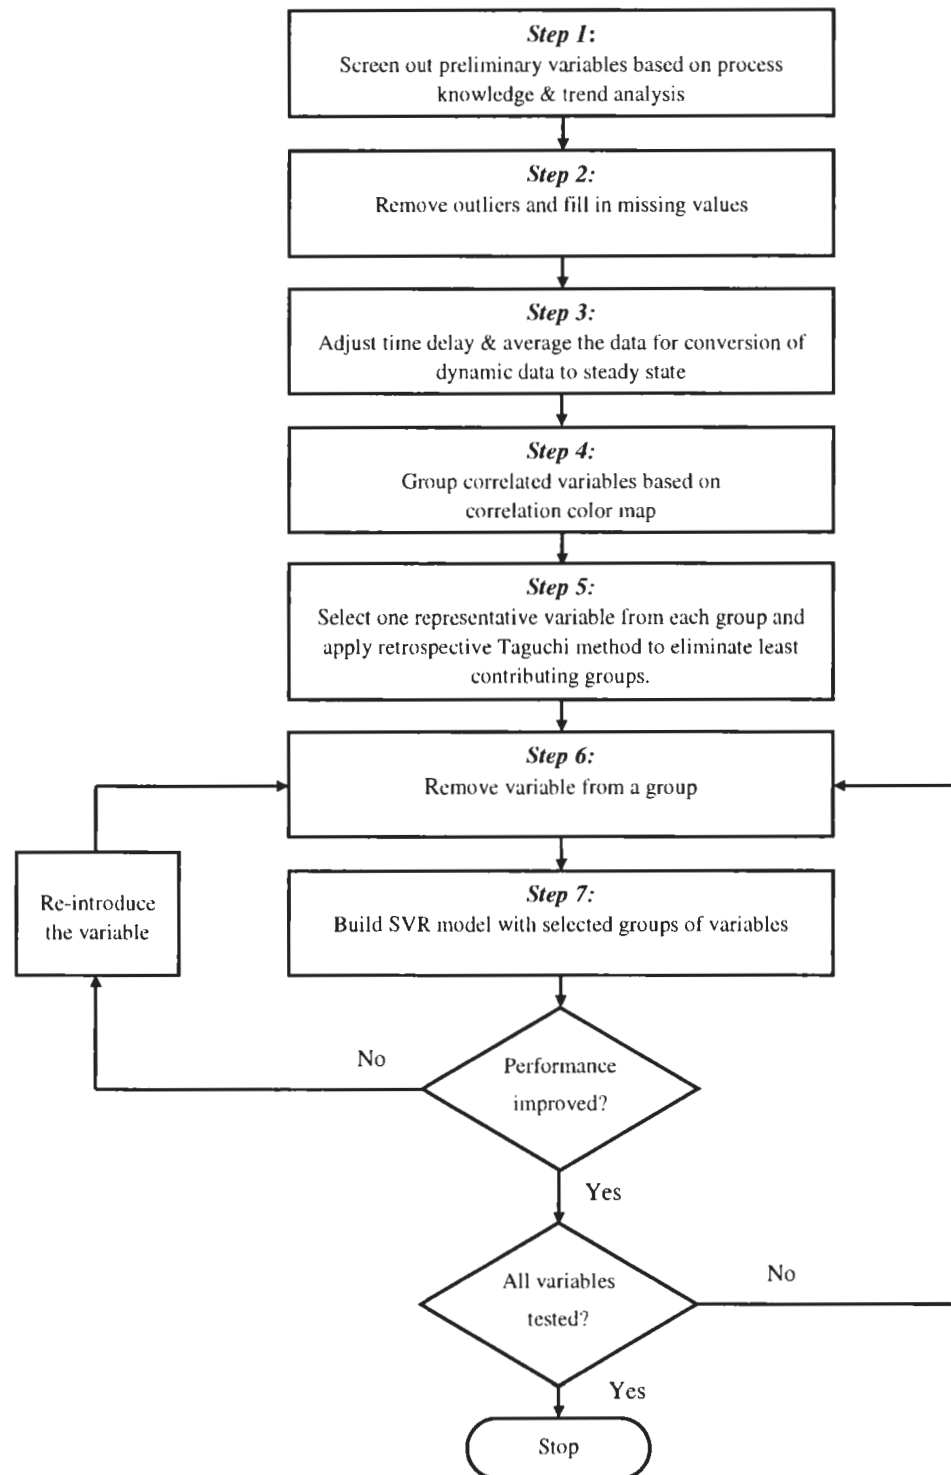 Step 1:
Screen out preliminary variables based on process
knowledge & trend analysis
Step 2:
Remove outliers and fill in missing values
Step 3:
Adjust time delay & average the data for conversion of
dynamic data to steady state
Step 4:
Group correlated variables based on
correlation color map
Step 5:
Select one representative variable from each group and
apply retrospective Taguchi method to eliminate least
contributing groups.
Step 6:
Remove variable from a group
Re-introduce
the variable
Step 7:
Build SVR model with selected groups of variables
No
Performance
improved?
Yes
All variables
tested?
No
Yes
Stop